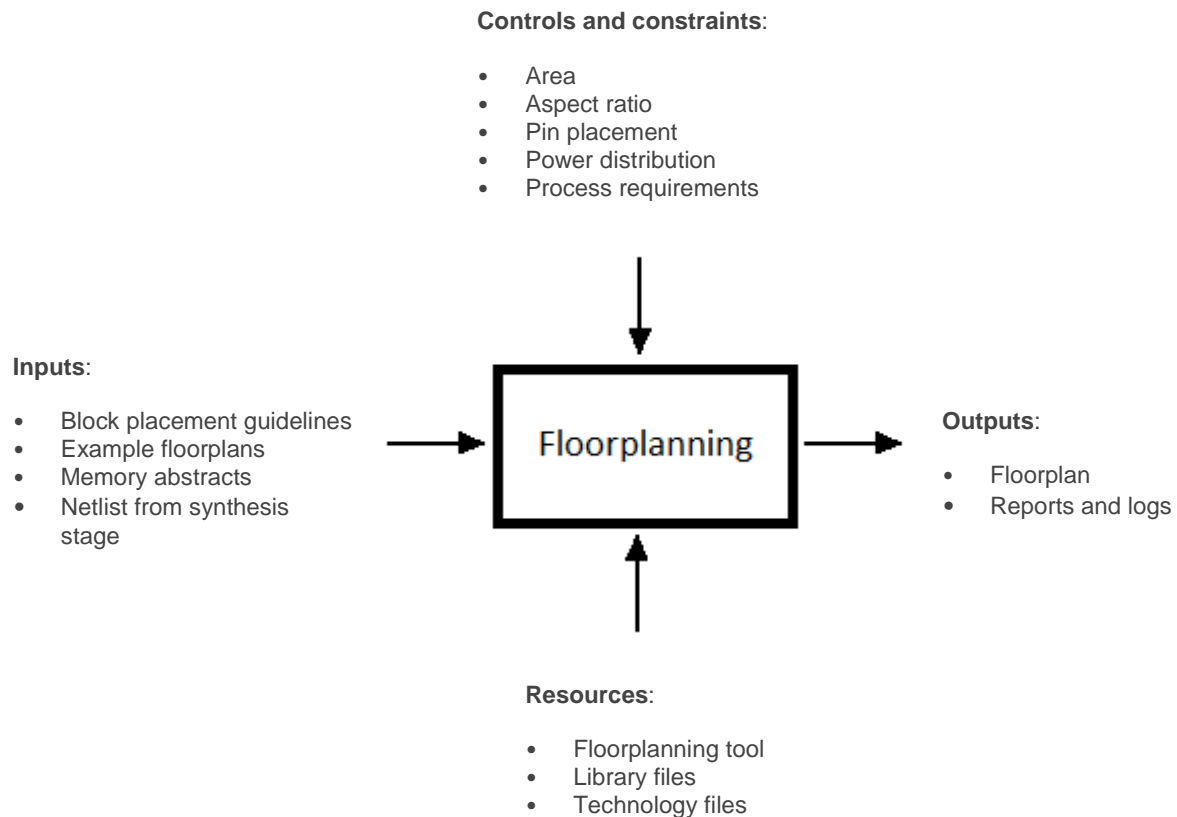 Controls and constraints:
• Area
• Aspect ratio
• Pin placement
• Power distribution
• Process requirements
Inputs:
• Block placement guidelines
• Example floorplans
• Memory abstracts
• Netlist from synthesis
stage
Floorplanning
Outputs:
• Floorplan
• Reports and logs
Resources:
• Floorplanning tool
• Library files
• Technology files